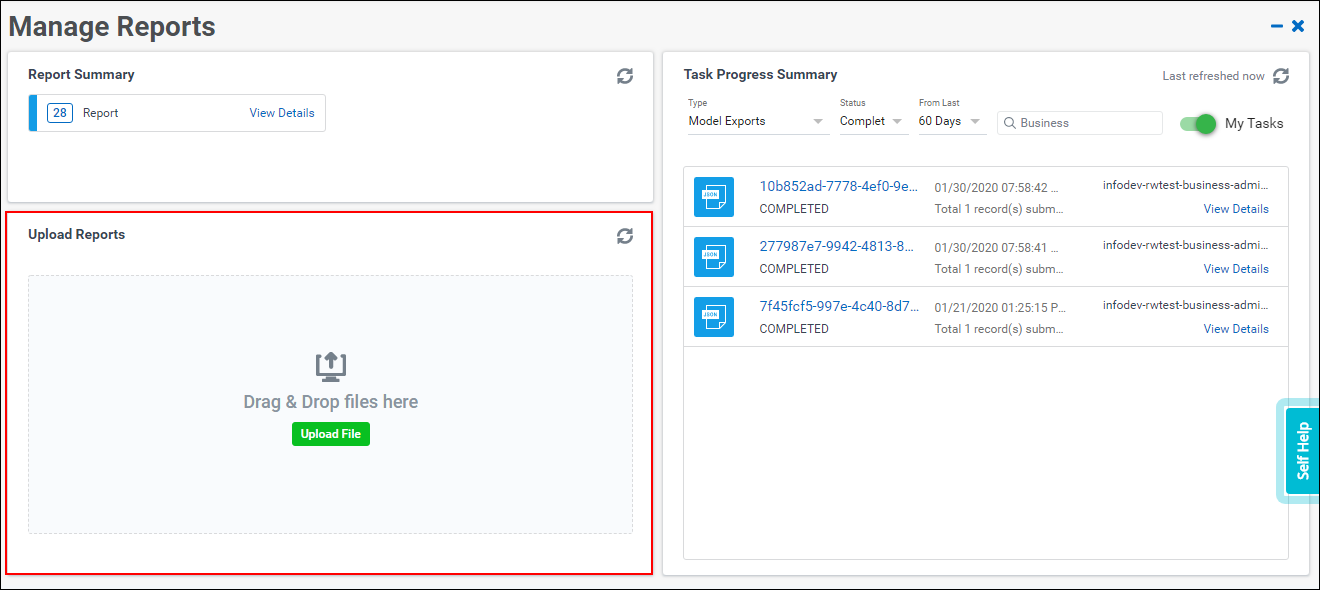 Manage Reports
Report Summary
28 Report View Details
Upload Reports
Drag & Drop files here
Upload File
Task Progress Summary
Last refreshed now
Type Status From Last
Model Exports Complet 60 Days Business My Tasks
JSON 10b852ad-7778-4ef0-9e... 01/30/2020 07:58:42 ... infodev-rwtest-business-admi...
COMPLETED Total 1 record(s) subm... View Details
JSON 277987e7-9942-4813-8... 01/30/2020 07:58:41 ... infodev-rwtest-business-admi...
COMPLETED Total 1 record(s) subm... View Details
JSON 7f45fcf5-997e-4c40-8d7... 01/21/2020 01:25:15 P... infodev-rwtest-business-admi...
COMPLETED Total 1 record(s) subm... View Details
Self Help